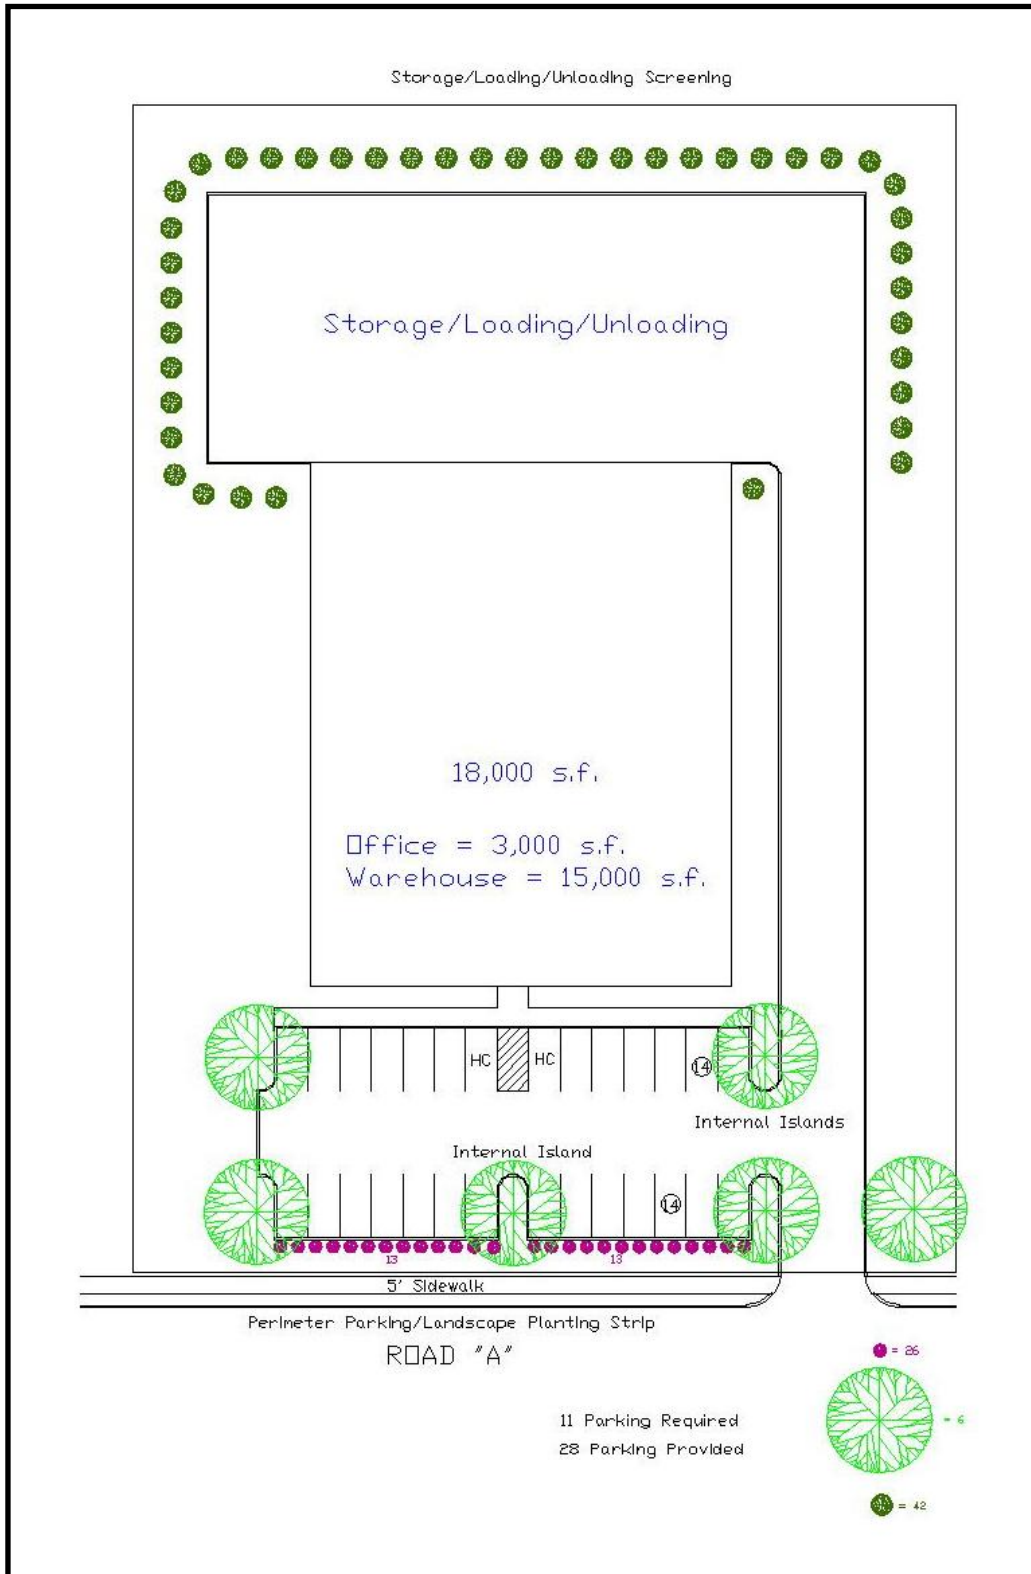 Storage/Loading/Unloading Screening
Storage/Loading/Unloading
18,000 s.f.
Office = 3,000 s.f.
Warehouse = 15,000 s.f.
HC HC 14
Internal Islands
Internal Island
14
13 13
5' Sidewalk
Perimeter Parking/Landscape Planting Strip
ROAD "A"
= 26
11 Parking Required
= 6
28 Parking Provided
= 42